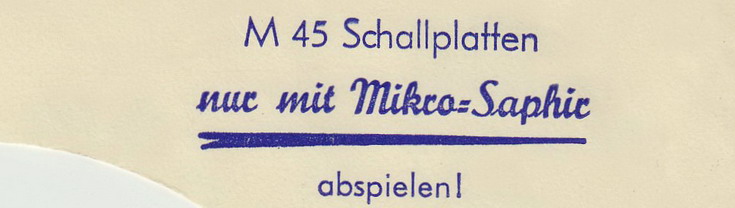 M 45 Schallplatten
nur mit Mikro=Saphir
abspielen!